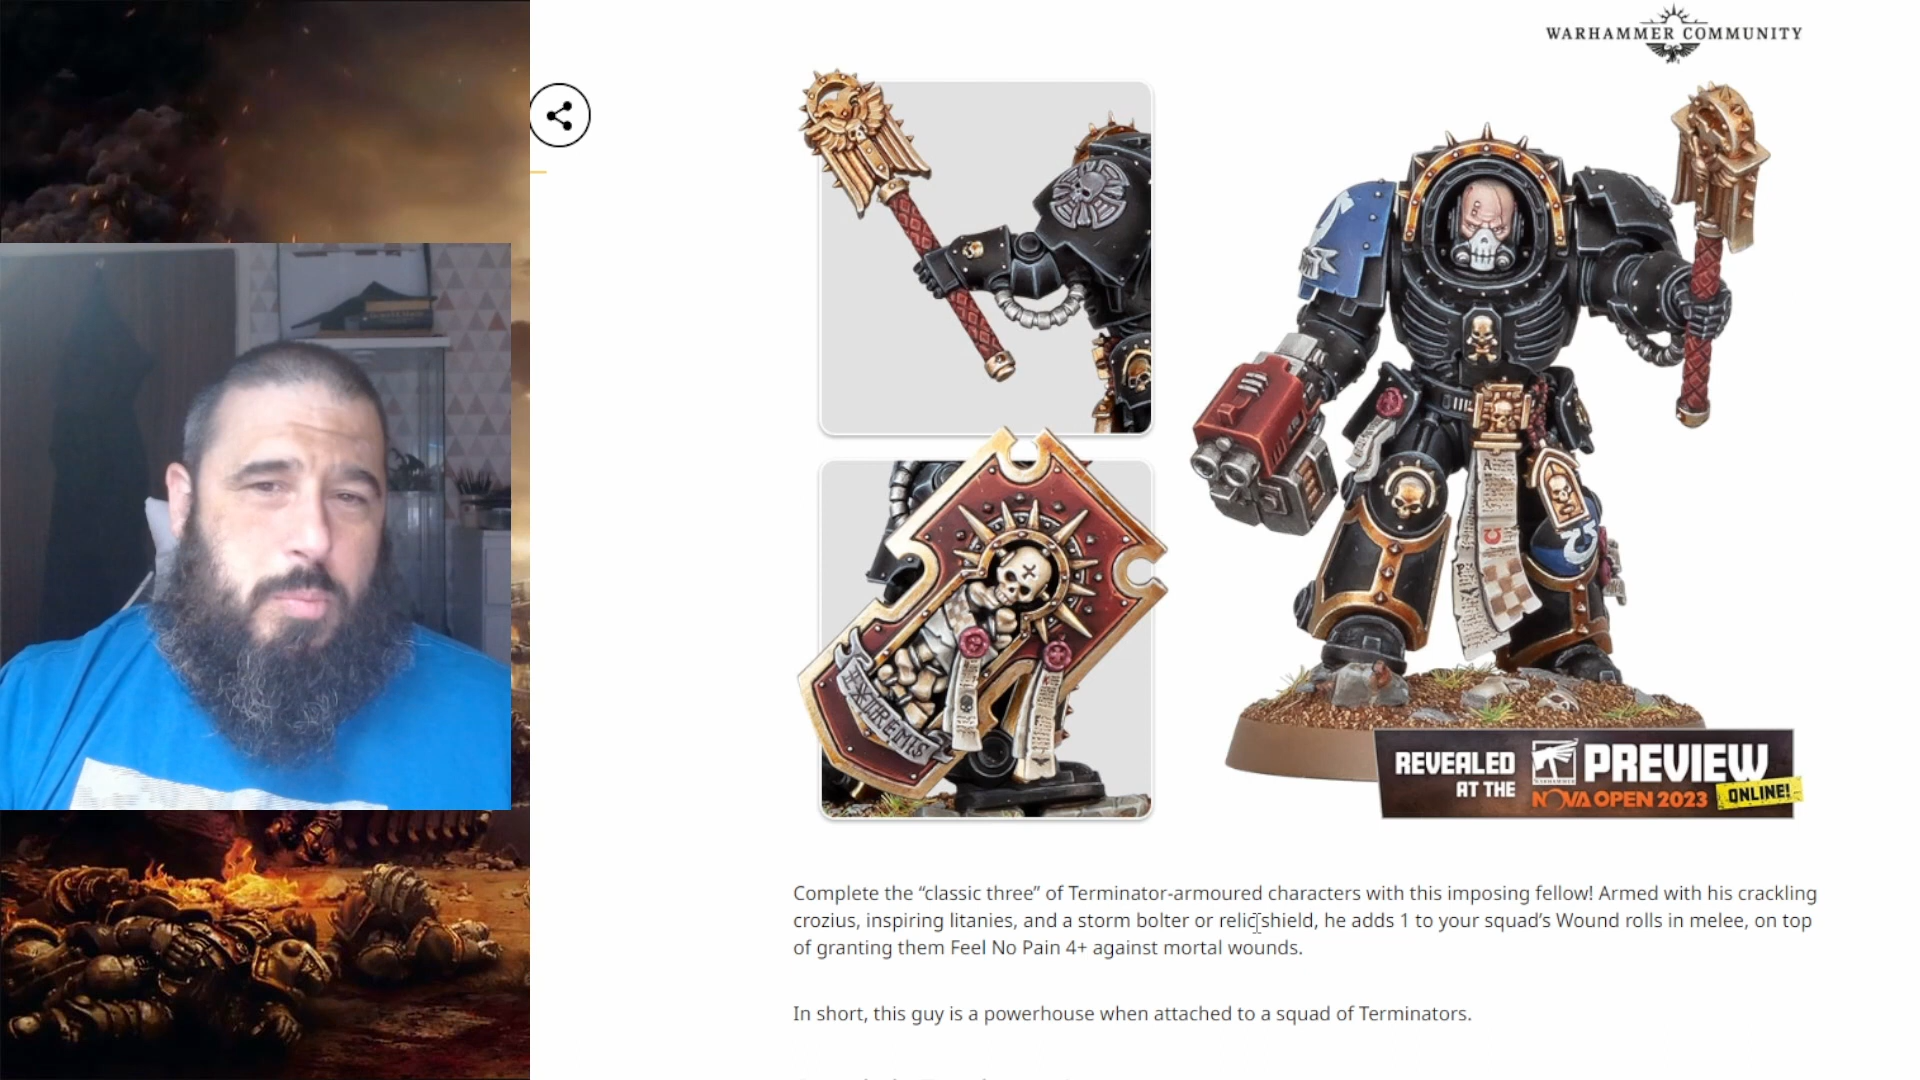 WARHAMMER COMMUNITY
EXTREMIS
REVEALED
AT THE
WARHAMMER
PREVIEW
NOVA OPEN 2023
ONLINE!
Complete the “classic three” of Terminator-armoured characters with this imposing fellow! Armed with his crackling
crozius, inspiring litanies, and a storm bolter or relic shield, he adds 1 to your squad’s Wound rolls in melee, on top
of granting them Feel No Pain 4+ against mortal wounds.
In short, this guy is a powerhouse when attached to a squad of Terminators.